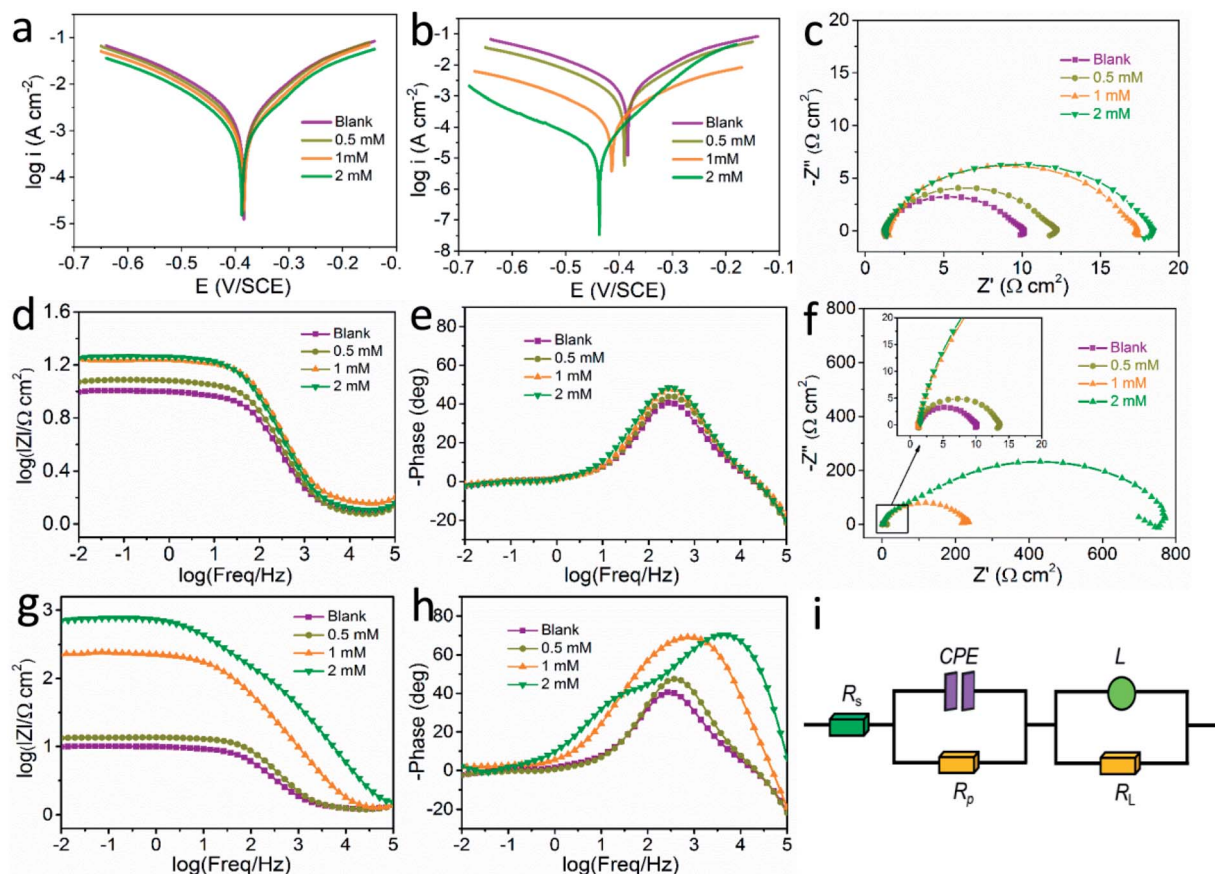 a
-1
-2
-3
-4
-5
log i (A cm⁻²)
Blank
0.5 mM
1mM
2 mM
-0.7 -0.6 -0.5 -0.4 -0.3 -0.2 -0.
E (V/SCE)
b
-1
-2
-3
-4
-5
-6
-7
-8
log i (A cm⁻²)
Blank
0.5 mM
1mM
2 mM
-0.7 -0.6 -0.5 -0.4 -0.3 -0.2 -0.1
E (V/SCE)
c
20
15
10
5
0
-Z" (Ω cm²)
Blank
0.5 mM
1 mM
2 mM
0 5 10 15 20
Z' (Ω cm²)
d
1.6
1.2
0.8
0.4
0.0
log(IZI/Ω cm²)
Blank
0.5 mM
1 mM
2 mM
-2 -1 0 1 2 3 4 5
log(Freq/Hz)
e
80
60
40
20
0
-20
-Phase (deg)
Blank
0.5 mM
1 mM
2 mM
-2 -1 0 1 2 3 4 5
log(Freq/Hz)
f
800
700
600
500
400
300
200
100
0
-Z" (Ω cm²)
20
15
10
5
0
0 5 10 15 20
Blank
0.5 mM
1 mM
2 mM
0 200 400 600 800
Z' (Ω cm²)
g
3
2
1
0
log(IZI/Ω cm²)
Blank
0.5 mM
1 mM
2 mM
-2 -1 0 1 2 3 4 5
log(Freq/Hz)
h
80
60
40
20
0
-20
-Phase (deg)
Blank
0.5 mM
1 mM
2 mM
-2 -1 0 1 2 3 4 5
log(Freq/Hz)
i
CPE L
Rs
Rp RL